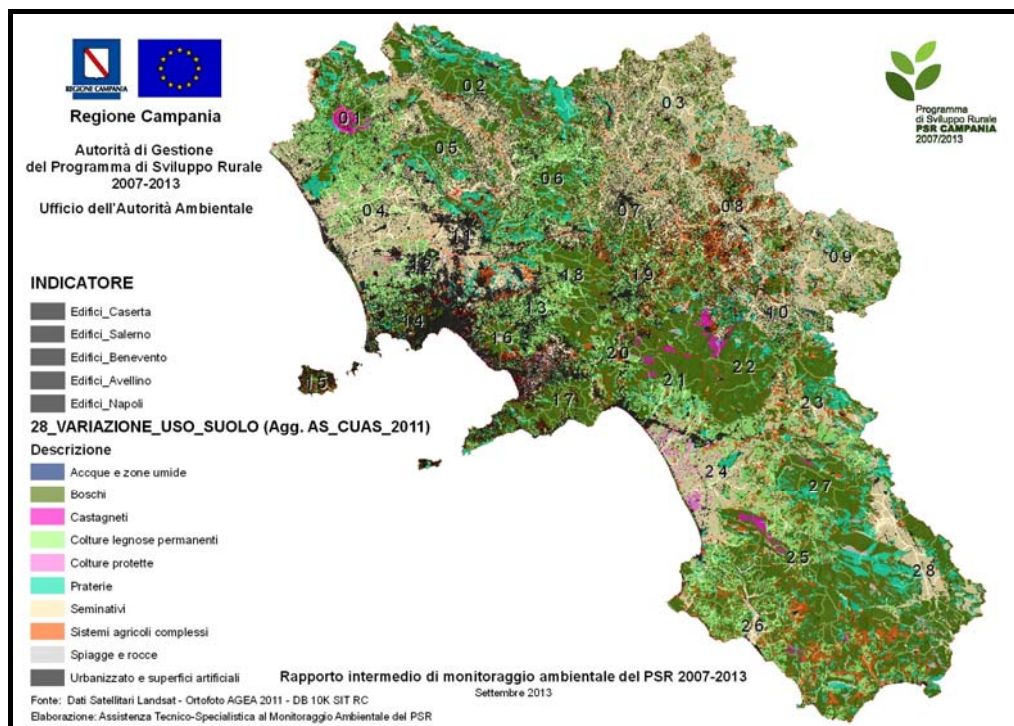 REGIONE CAMPANIA
Regione Campania
Autorità di Gestione
del Programma di Sviluppo Rurale
2007-2013
Ufficio dell'Autorità Ambientale
Programma
di Sviluppo Rurale
PSR CAMPANIA
2007/2013
01
02
03
04
05
06
07
08
09
10
11
12
13
14
15
16
17
18
19
20
21
22
23
24
25
26
27
28
INDICATORE
Edifici_Caserta
Edifici_Salerno
Edifici_Benevento
Edifici_Avellino
Edifici_Napoli
28_VARIAZIONE_USO_SUOLO (Agg. AS_CUAS_2011)
Descrizione
Accque e zone umide
Boschi
Castagneti
Colture legnose permanenti
Colture protette
Praterie
Seminativi
Sistemi agricoli complessi
Spiagge e rocce
Urbanizzato e superfici artificiali
Rapporto intermedio di monitoraggio ambientale del PSR 2007-2013
Settembre 2013
Fonte: Dati Satellitari Landsat - Ortofoto AGEA 2011 - DB 10K SIT RC
Elaborazione: Assistenza Tecnico-Specialistica al Monitoraggio Ambientale del PSR